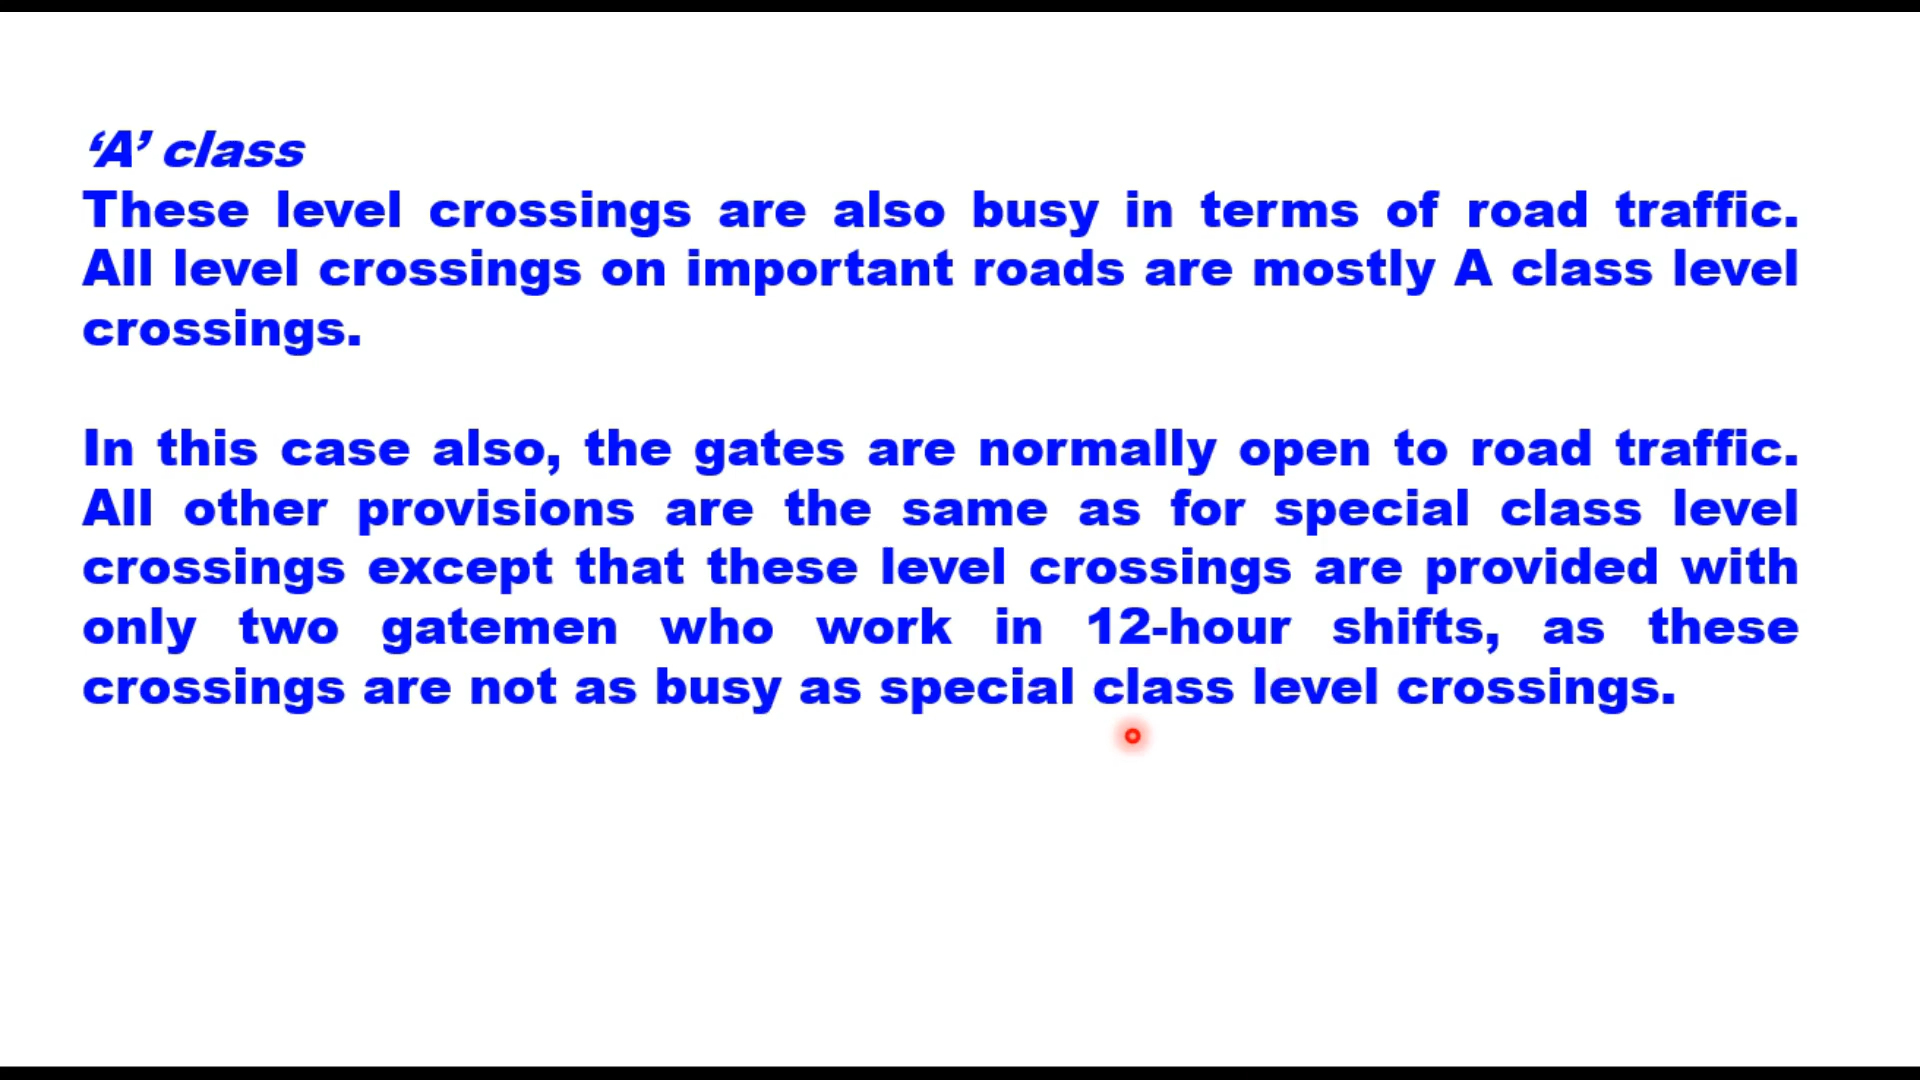 ‘A’ class
These level crossings are also busy in terms of road traffic.
All level crossings on important roads are mostly A class level
crossings.
In this case also, the gates are normally open to road traffic.
All other provisions are the same as for special class level
crossings except that these level crossings are provided with
only two gatemen who work in 12-hour shifts, as these
crossings are not as busy as special class level crossings.